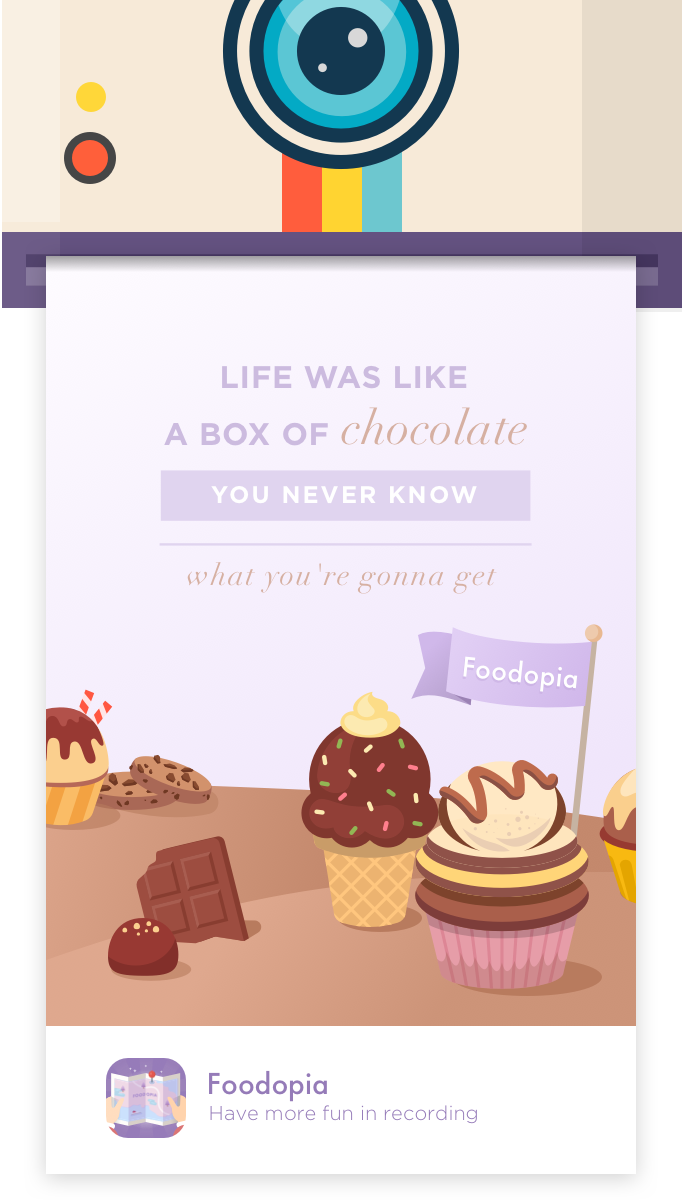 LIFE WAS LIKE
A BOX OF chocolate
YOU NEVER KNOW
what you're gonna get
Foodopia
Foodopia
Have more fun in recording